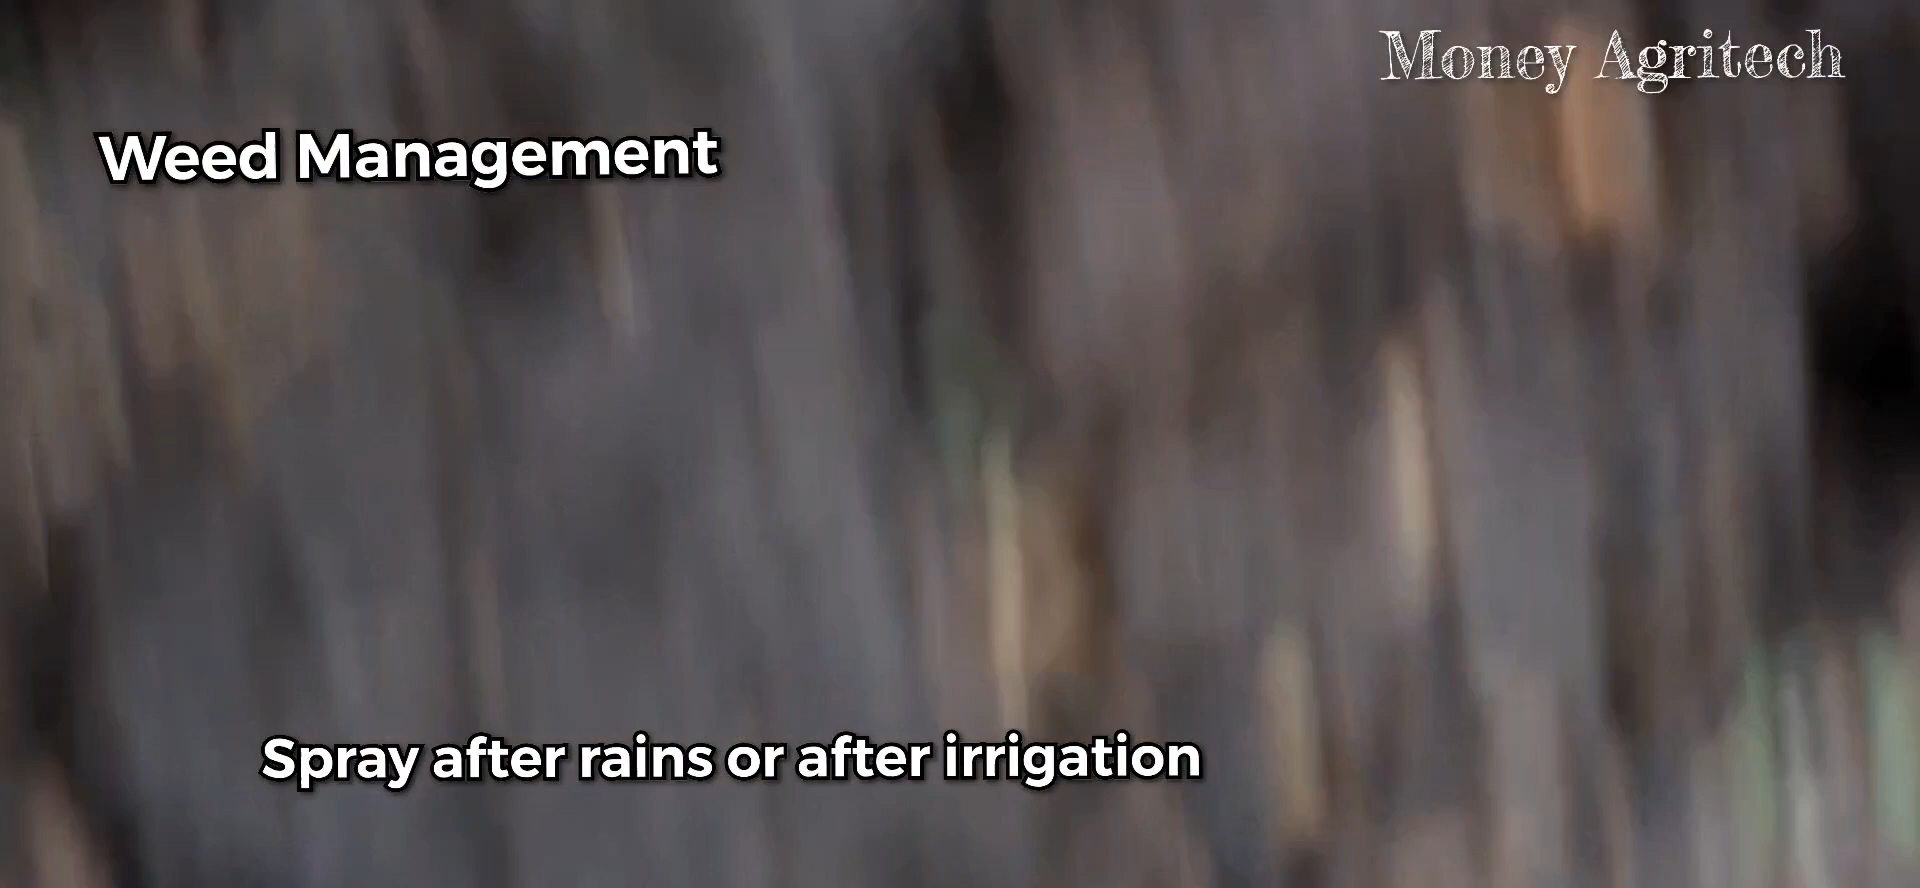 Money Agritech
Weed Management
Spray after rains or after irrigation